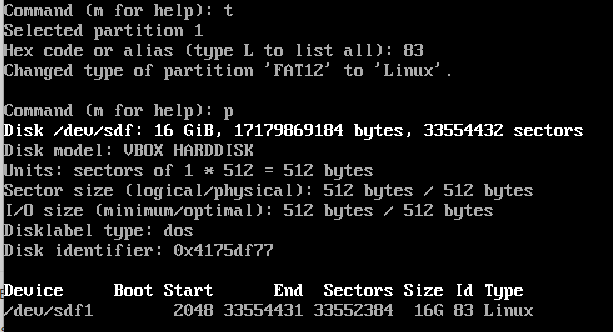 Command (m for help): t
Selected partition 1
Hex code or alias (type L to list all): 83
Changed type of partition 'FAT12' to 'Linux'.
Command (m for help): p
Disk /dev/sdf: 16 GiB, 17179869184 bytes, 33554432 sectors
Disk model: VBOX HARDDISK
Units: sectors of 1 * 512 = 512 bytes
Sector size (logical/physical): 512 bytes / 512 bytes
I/O size (minimum/optimal): 512 bytes / 512 bytes
Disklabel type: dos
Disk identifier: 0x4175df77
Device     Boot Start      End  Sectors Size Id Type
/dev/sdf1        2048 33554431 33552384  16G 83 Linux